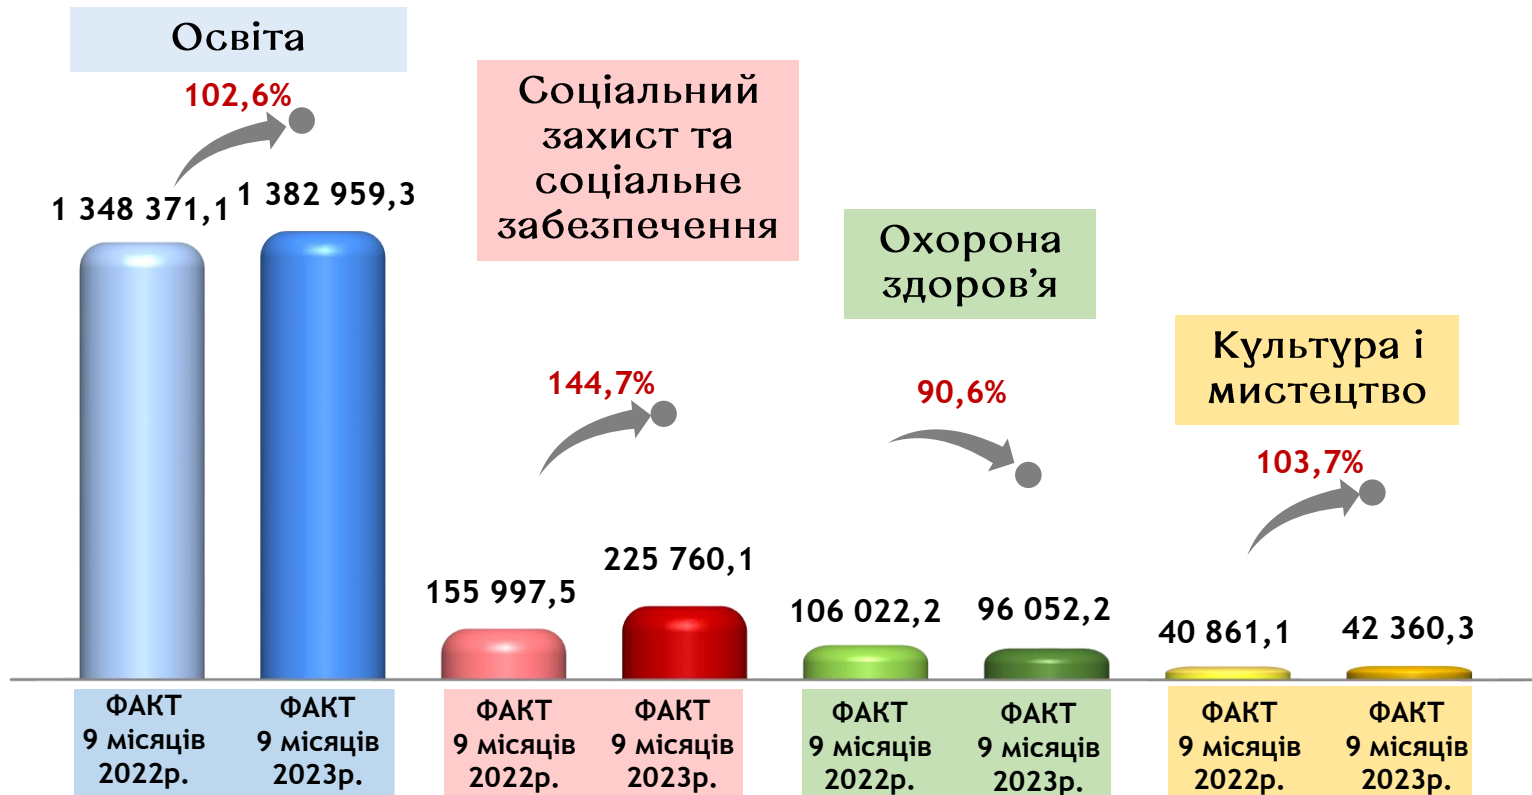 Освіта
102,6%
1 348 371,1
1 382 959,3
ФАКТ
9 місяців
2022р.
ФАКТ
9 місяців
2023р.
Соціальний
захист та
соціальне
забезпечення
144,7%
155 997,5
225 760,1
ФАКТ
9 місяців
2022р.
ФАКТ
9 місяців
2023р.
Охорона
здоров’я
90,6%
106 022,2
96 052,2
ФАКТ
9 місяців
2022р.
ФАКТ
9 місяців
2023р.
Культура і
мистецтво
103,7%
40 861,1
42 360,3
ФАКТ
9 місяців
2022р.
ФАКТ
9 місяців
2023р.